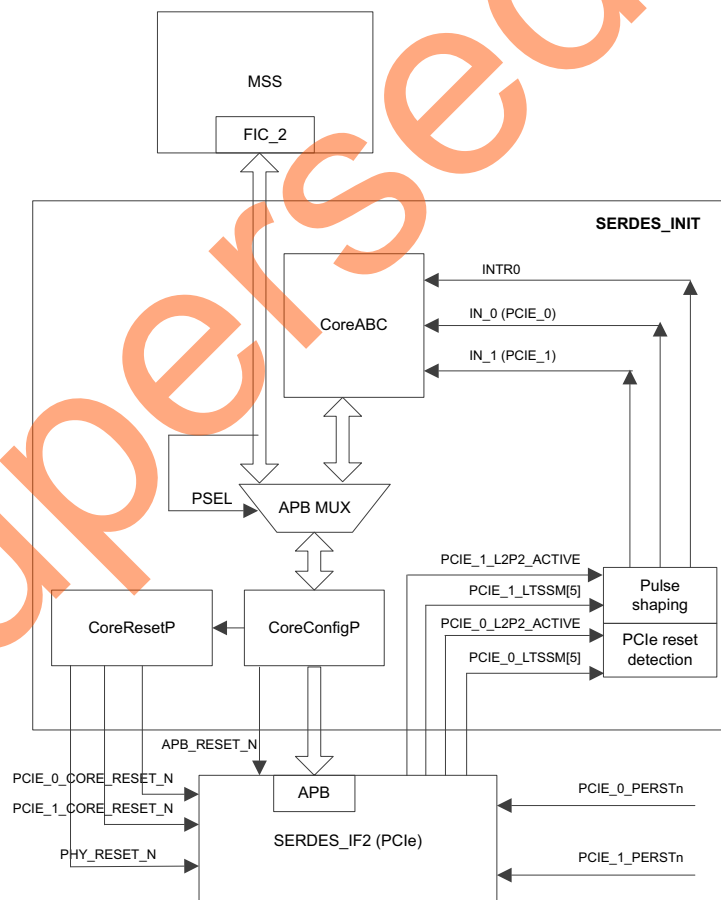 MSS
FIC_2
SERDES_INIT
INTR0
CoreABC
IN_0 (PCIE_0)
IN_1 (PCIE_1)
PSEL
APB MUX
PCIE_1_L2P2_ACTIVE
PCIE_1_LTSSM[5]
PCIE_0_L2P2_ACTIVE
PCIE_0_LTSSM[5]
Pulse
shaping
PCIe reset
detection
CoreResetP
CoreConfigP
APB_RESET_N
PCIE_0_CORE_RESET_N
PCIE_1_CORE_RESET_N
PHY_RESET_N
APB
SERDES_IF2 (PCIe)
PCIE_0_PERSTn
PCIE_1_PERSTn
upersed